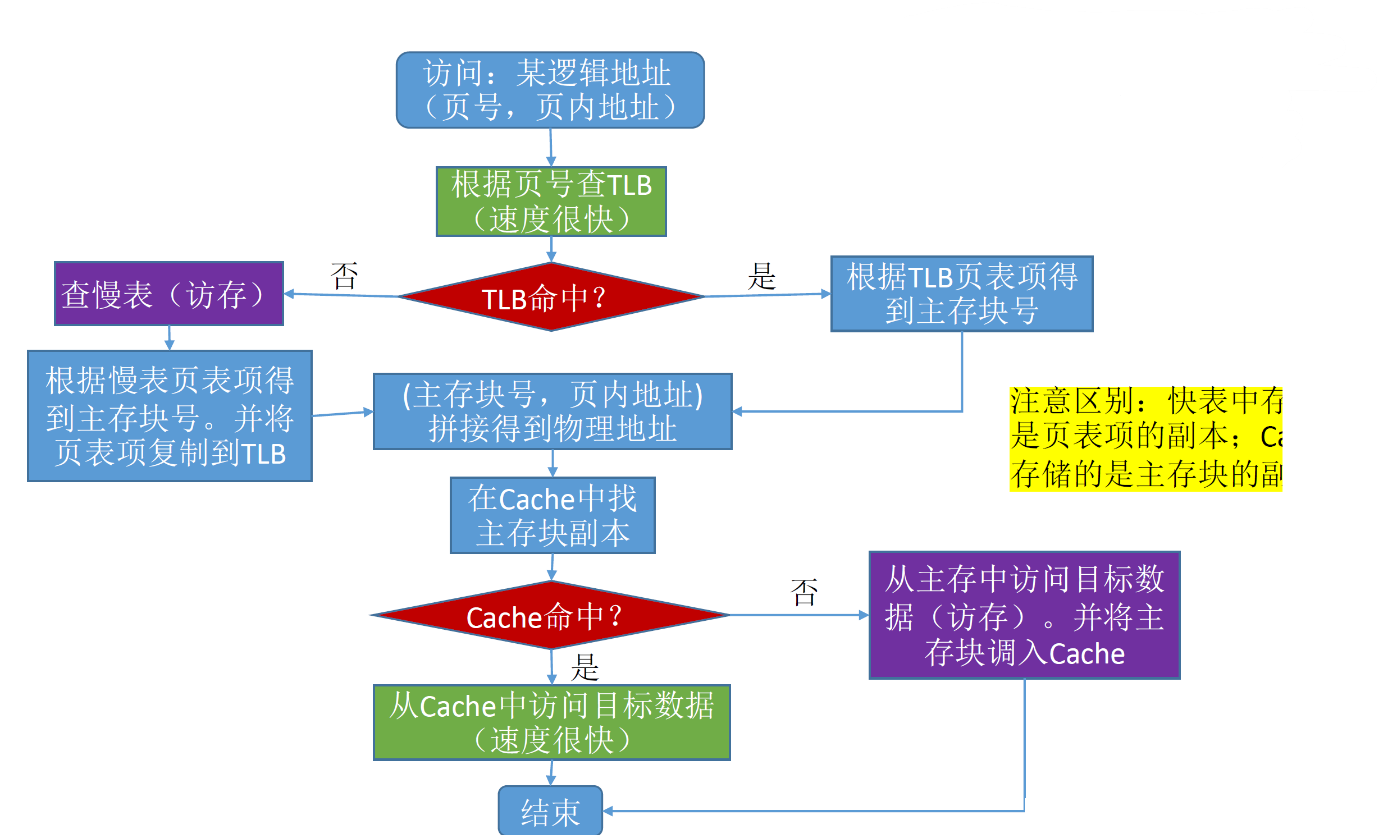 访问：某逻辑地址
（页号，页内地址）
根据页号查TLB
（速度很快）
TLB命中？
否
是
查慢表（访存）
根据TLB页表项得
到主存块号
根据慢表页表项得
到主存块号。并将
页表项复制到TLB
(主存块号，页内地址)
拼接得到物理地址
注意区别：快表中存
是页表项的副本；Ca
存储的是主存块的副
在Cache中找
主存块副本
Cache命中？
否
是
从主存中访问目标数
据（访存）。并将主
存块调入Cache
从Cache中访问目标数据
（速度很快）
结束